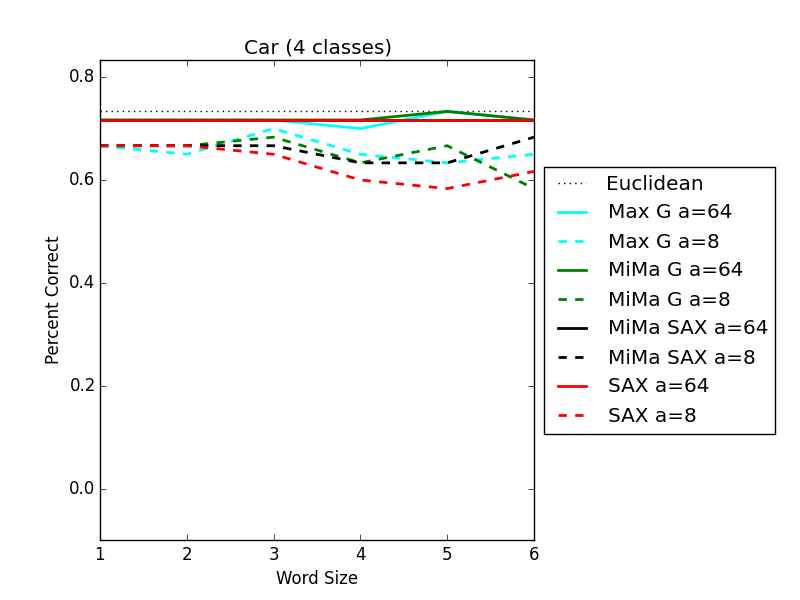 Car (4 classes)
0.8
0.6
0.4
0.2
0.0
Percent Correct
1 2 3 4 5 6
Word Size
Euclidean
Max G a=64
Max G a=8
MiMa G a=64
MiMa G a=8
MiMa SAX a=64
MiMa SAX a=8
SAX a=64
SAX a=8